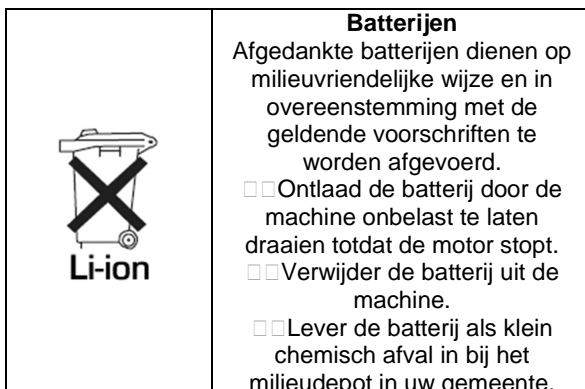 Li-ion
Batterijen
Afgedankte batterijen dienen op
milieuvriendelijke wijze en in
overeenstemming met de
geldende voorschriften te
worden afgevoerd.
□□Ontlaad de batterij door de
machine onbelast te laten
draaien totdat de motor stopt.
□□Verwijder de batterij uit de
machine.
□□Lever de batterij als klein
chemisch afval in bij het
milieudepot in uw gemeente.